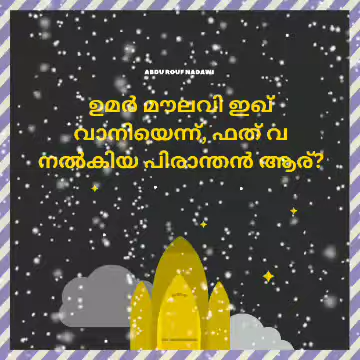 ABDU ROUF NADAWI
ഉമർ മൗലവി ഇഖ്
വാനിയെന്ന്, ഫത് വ
നൽകിയ പിരാന്തൻ ആര്?